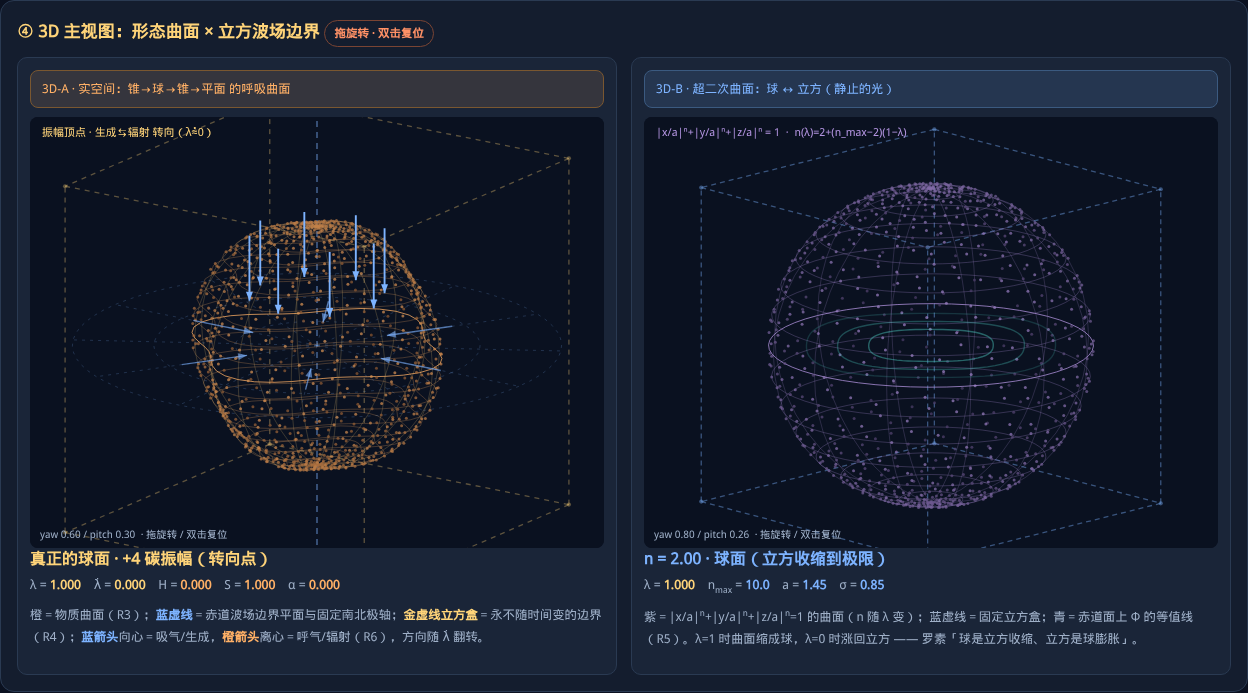 ④ 3D 主视图：形态曲面 × 立方波场边界 拖旋转 · 双击复位
3D-A · 实空间：锥→球→锥→平面 的呼吸曲面
振幅顶点 · 生成⇆辐射 转向（λ̇=0）
yaw 0.60 / pitch 0.30 · 拖旋转 / 双击复位
真正的球面 · +4 碳振幅（转向点）
λ = 1.000 λ̇ = 0.000 H = 0.000 S = 1.000 α = 0.000
橙 = 物质曲面（R3）；蓝虚线 = 赤道波场边界平面与固定南北极轴；金虚线立方盒 = 永不随时间变的边界
（R4）；蓝箭头向心 = 吸气/生成，橙箭头离心 = 呼气/辐射（R6），方向随 λ̇ 翻转。
3D-B · 超二次曲面：球 ↔ 立方（静止的光）
|x/a|ⁿ+|y/a|ⁿ+|z/a|ⁿ = 1 · n(λ)=2+(n_max−2)(1−λ)
yaw 0.80 / pitch 0.26 · 拖旋转 / 双击复位
n = 2.00 · 球面（立方收缩到极限）
λ = 1.000 nmax = 10.0 a = 1.45 σ = 0.85
紫 = |x/a|ⁿ+|y/a|ⁿ+|z/a|ⁿ=1 的曲面（n 随 λ 变）；蓝虚线 = 固定立方盒；青 = 赤道面上 Φ 的等值线
（R5）。λ=1 时曲面缩成球，λ=0 时涨回立方 —— 罗素「球是立方收缩、立方是球膨胀」。